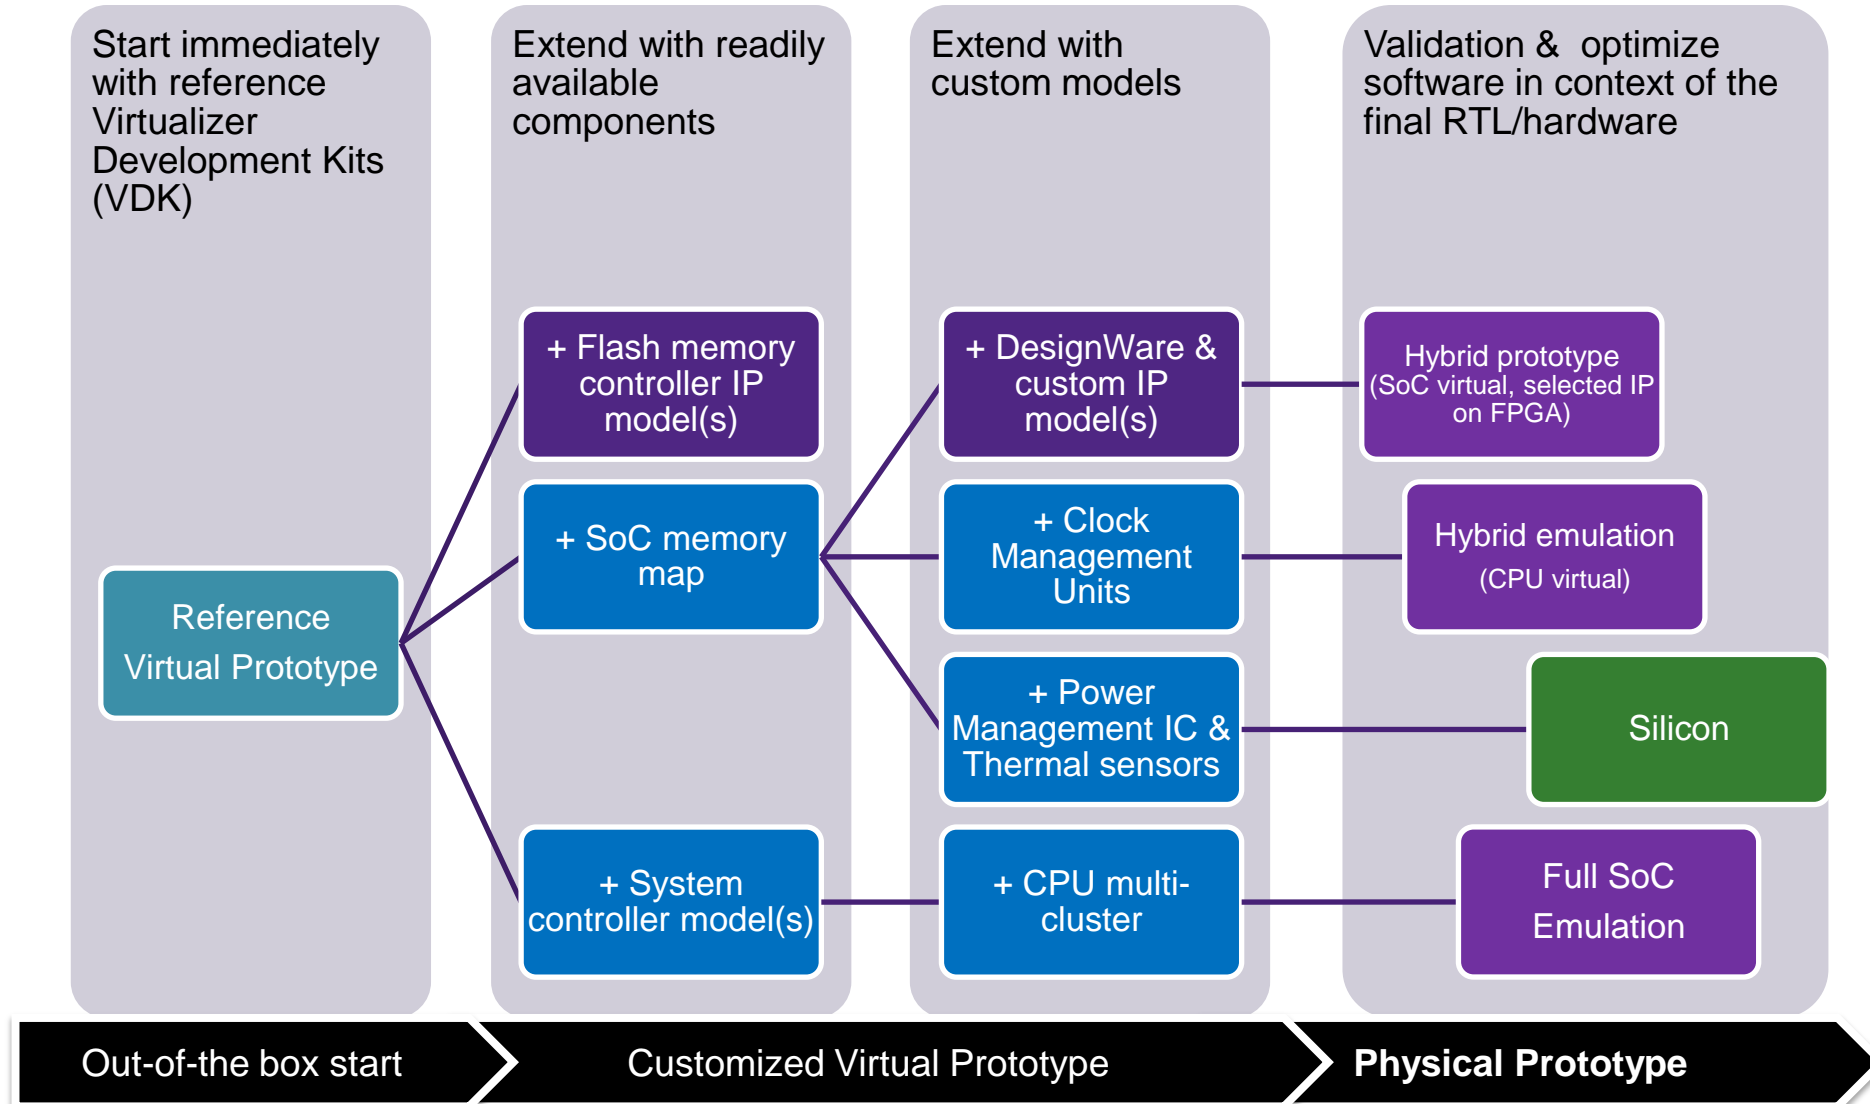 Start immediately
with reference
Virtualizer
Development Kits
(VDK)
Extend with readily
available
components
Extend with
custom models
Validation &  optimize
software in context of the
final RTL/hardware
Reference
Virtual Prototype
+ Flash memory
controller IP
model(s)
+ SoC memory
map
+ System
controller model(s)
+ DesignWare &
custom IP
model(s)
+ Clock
Management
Units
+ Power
Management IC &
Thermal sensors
+ CPU multi-
cluster
Hybrid prototype
(SoC virtual, selected IP
on FPGA)
Hybrid emulation
(CPU virtual)
Silicon
Full SoC
Emulation
Out-of-the box start
Customized Virtual Prototype
Physical Prototype